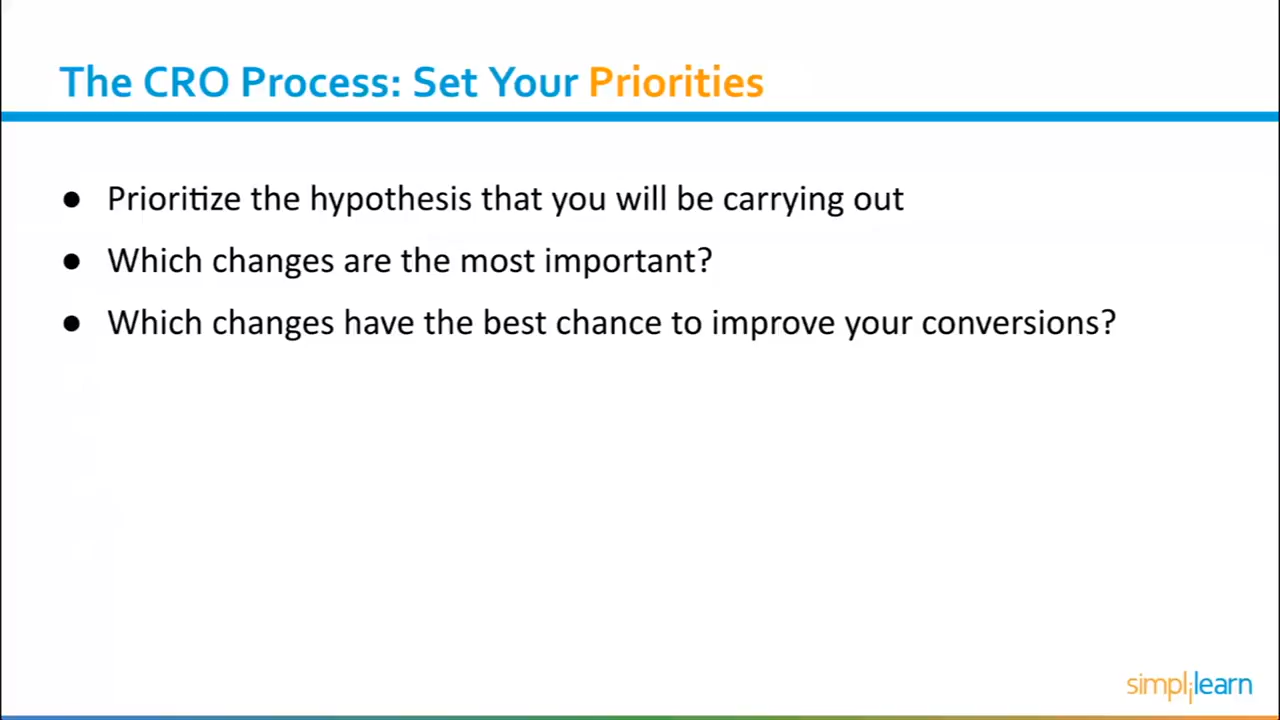 The CRO Process: Set Your Priorities
● Prioritize the hypothesis that you will be carrying out
● Which changes are the most important?
● Which changes have the best chance to improve your conversions?
simplilearn